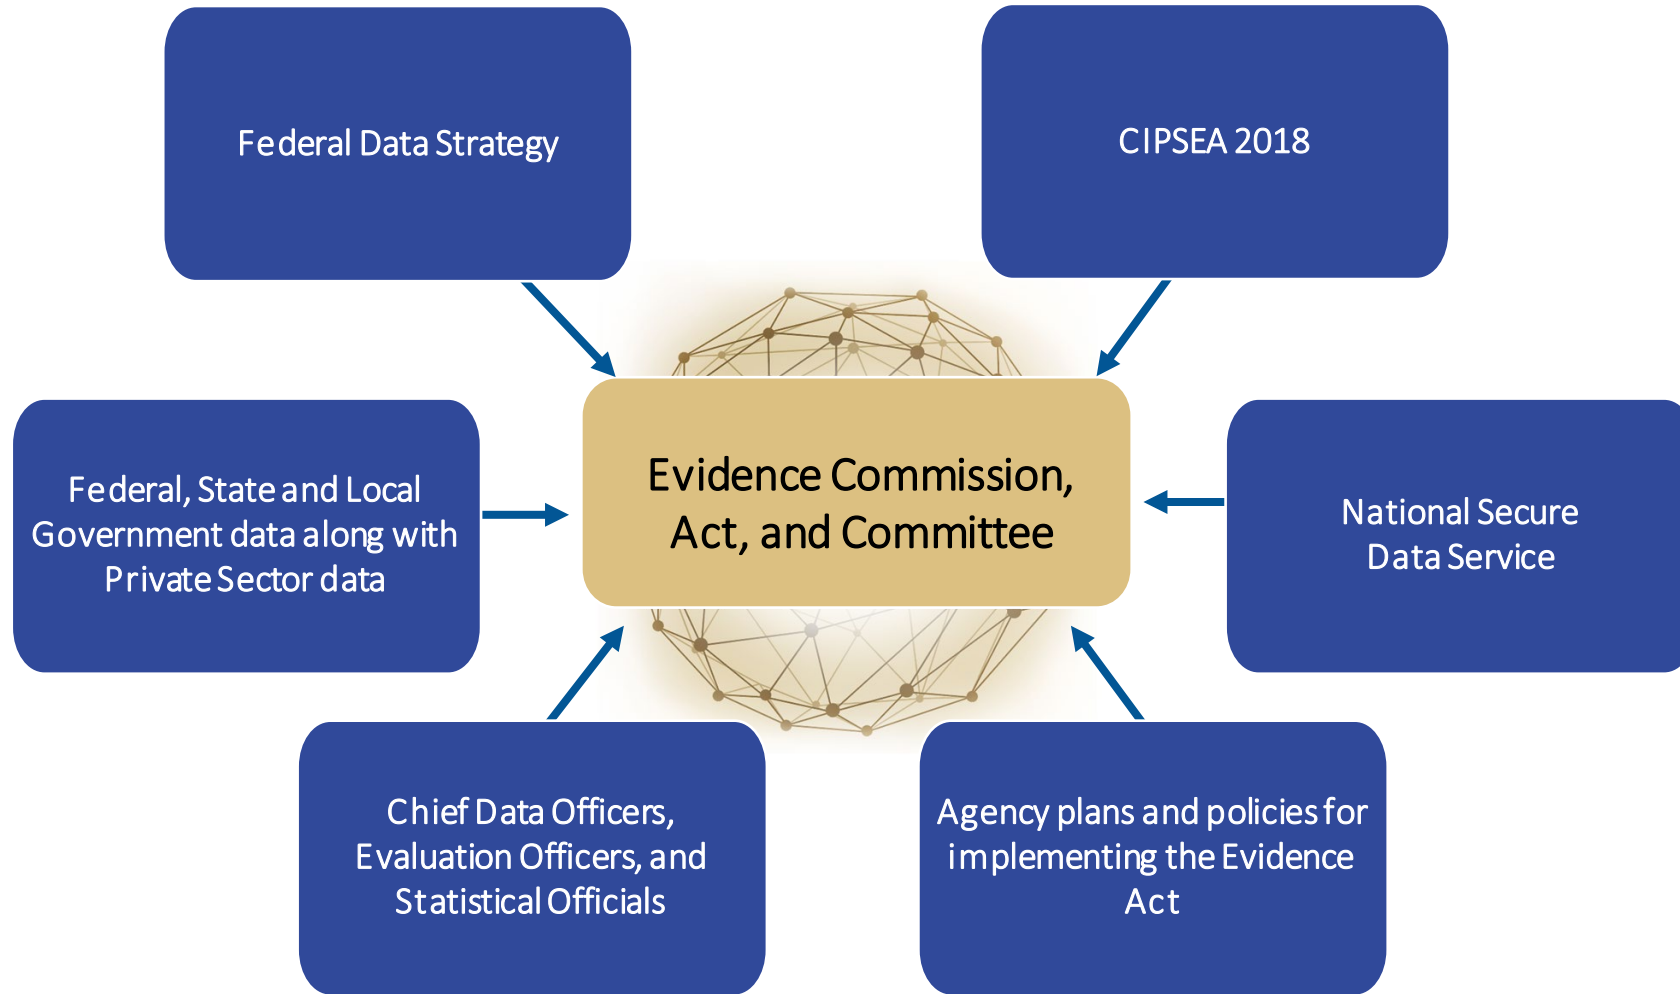 Federal Data Strategy
CIPSEA 2018
Evidence Commission,
Act, and Committee
Federal, State and Local
Government data along with
Private Sector data
National Secure
Data Service
Chief Data Officers,
Evaluation Officers, and
Statistical Officials
Agency plans and policies for
implementing the Evidence
Act